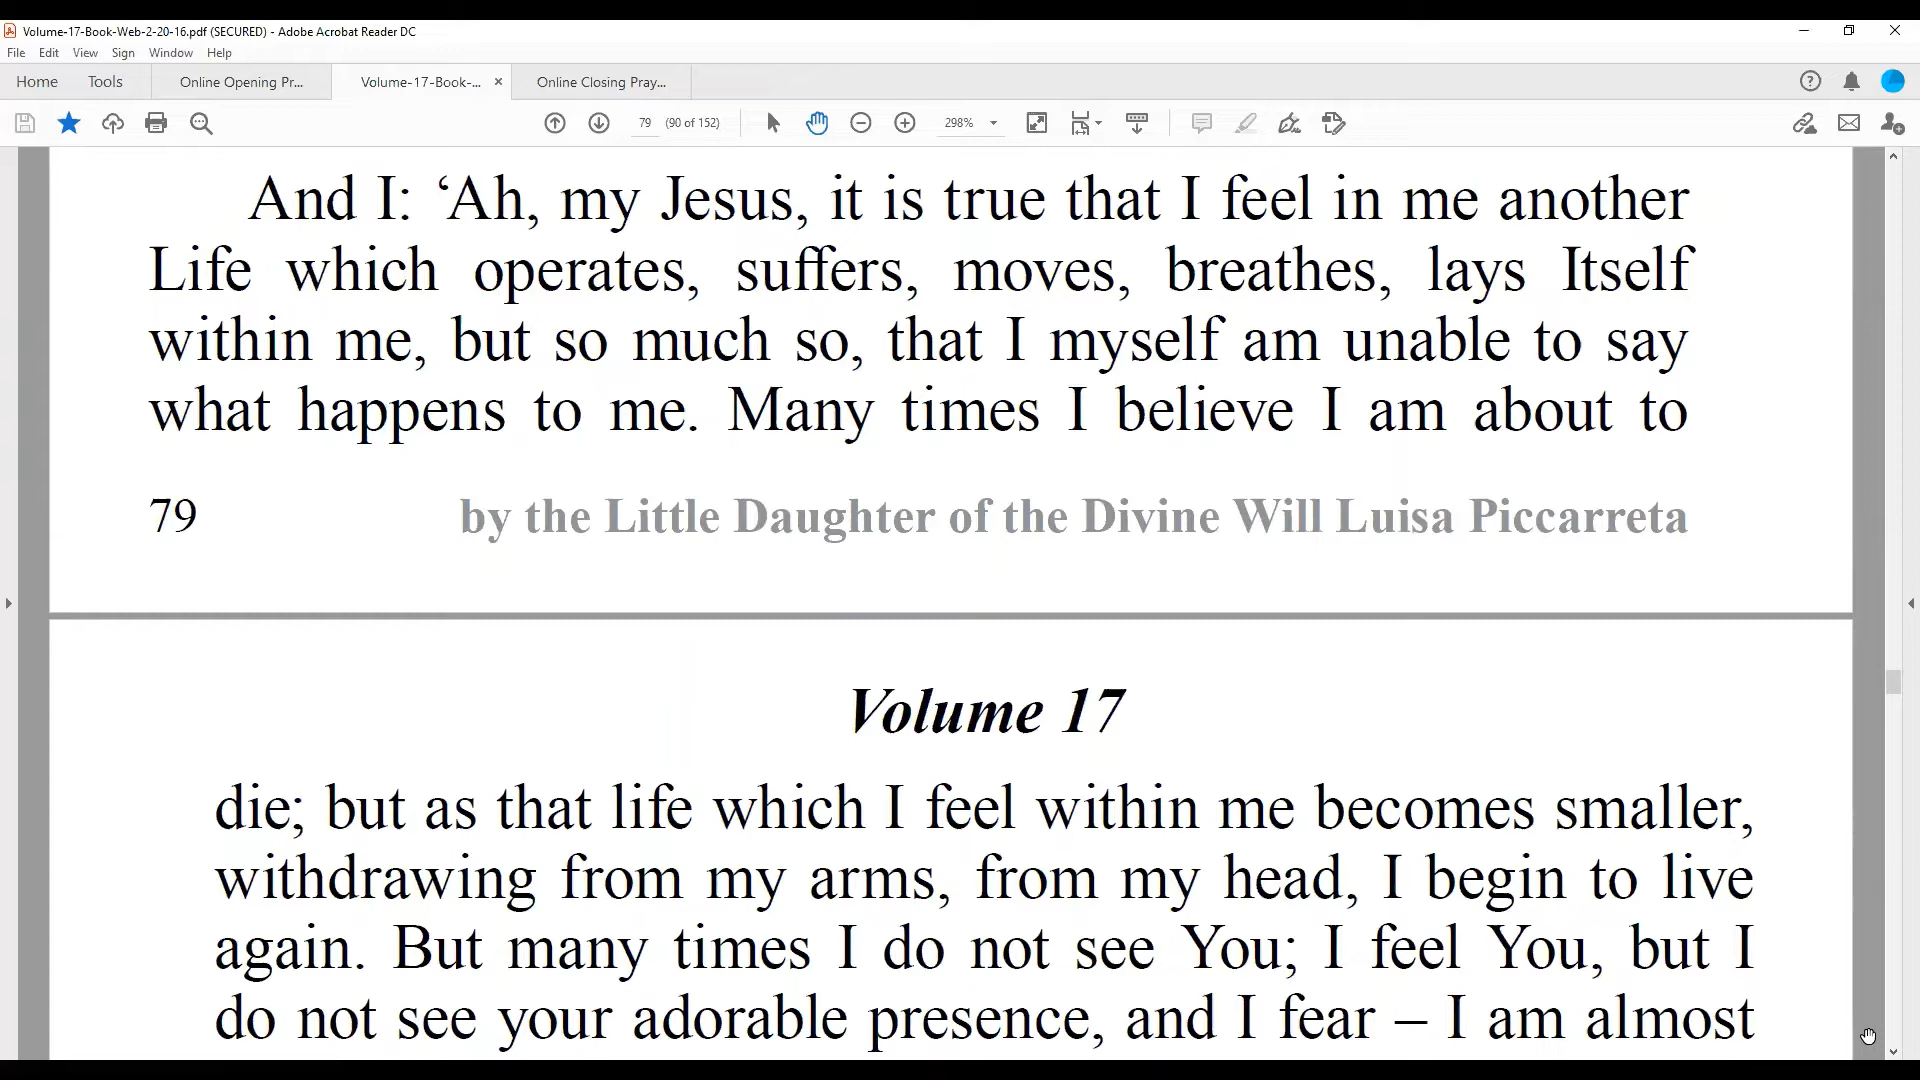 Volume-17-Book-Web-2-20-16.pdf (SECURED) - Adobe Acrobat Reader DC
File Edit View Sign Window Help
Home Tools Online Opening Pr... Volume-17-Book-... × Online Closing Pray...
79 (90 of 152) 298%
And I: ‘Ah, my Jesus, it is true that I feel in me another
Life which operates, suffers, moves, breathes, lays Itself
within me, but so much so, that I myself am unable to say
what happens to me. Many times I believe I am about to
79 by the Little Daughter of the Divine Will Luisa Piccarreta
Volume 17
die; but as that life which I feel within me becomes smaller,
withdrawing from my arms, from my head, I begin to live
again. But many times I do not see You; I feel You, but I
do not see your adorable presence, and I fear – I am almost